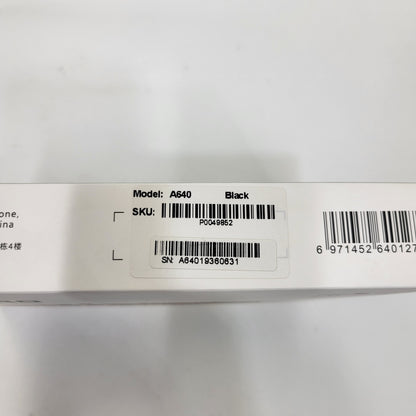 Model: A640 Black
one,
SKU:
P0049852
ina
栋4楼
6 971452 640127
SN: A64019360631